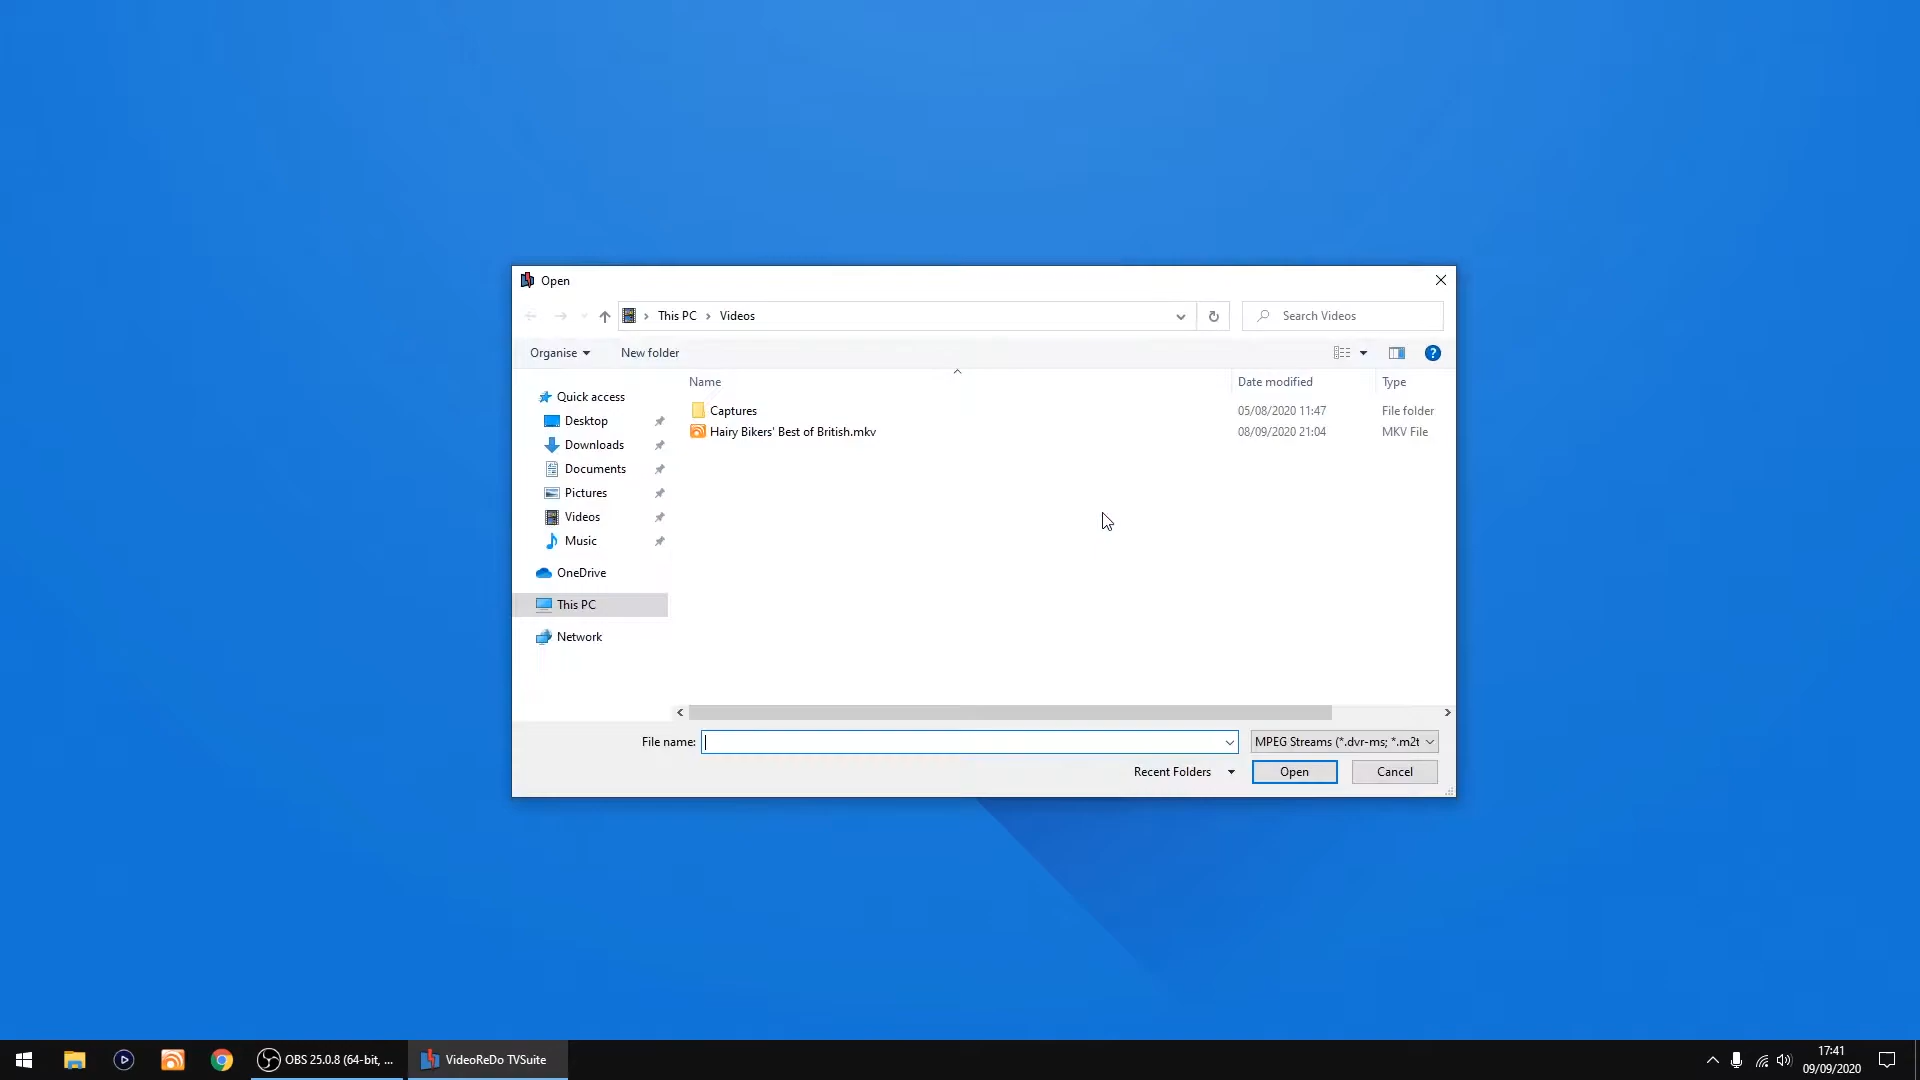 Open
This PC > Videos
Search Videos
Organise
New folder
?
Name
Date modified
Type
Quick access
Desktop
Downloads
Documents
Pictures
Videos
Music
OneDrive
This PC
Network
Captures
05/08/2020 11:47
File folder
Hairy Bikers' Best of British.mkv
08/09/2020 21:04
MKV File
File name:
MPEG Streams (*.dvr-ms; *.m2t
Recent Folders
Open
Cancel
OBS 25.0.8 (64-bit, ...
VideoReDo TVSuite
17:41
09/09/2020